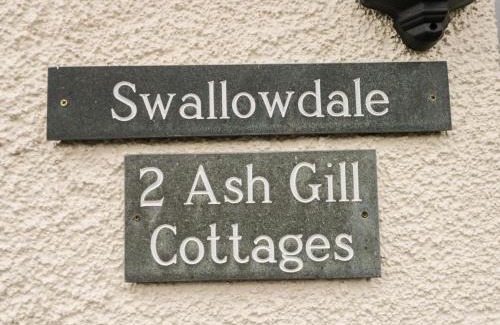 Swallowdale
2 Ash Gill
Cottages